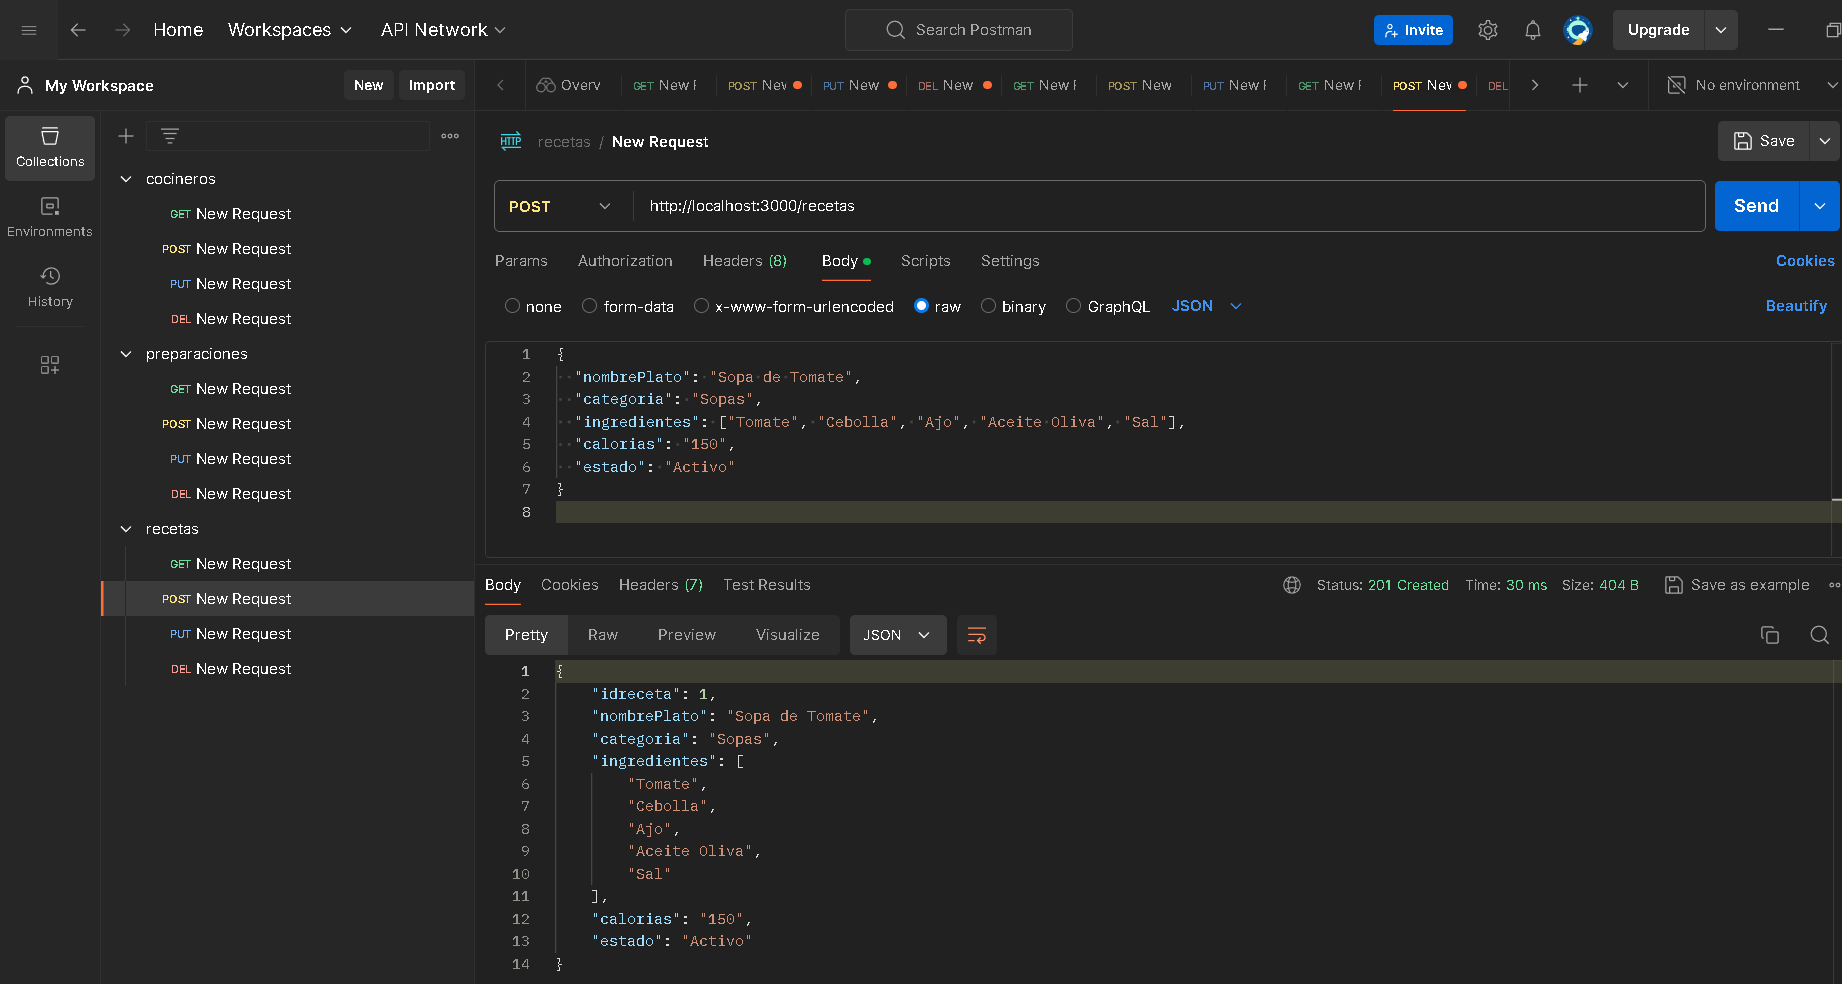 Home Workspaces API Network Search Postman Invite Upgrade
My Workspace New Import Overv GET New POST Nev PUT New DEL New GET New POST New PUT New GET New POST Nev DEL No environment
Collections
Environments
History
cocineros
GET New Request
POST New Request
PUT New Request
DEL New Request
preparaciones
GET New Request
POST New Request
PUT New Request
DEL New Request
recetas
GET New Request
POST New Request
PUT New Request
DEL New Request
HTTP recetas / New Request Save
POST http://localhost:3000/recetas Send
Params Authorization Headers (8) Body Scripts Settings Cookies
none form-data x-www-form-urlencoded raw binary GraphQL JSON Beautify
1 {
2 "nombrePlato": "Sopa de Tomate",
3 "categoria": "Sopas",
4 "ingredientes": ["Tomate", "Cebolla", "Ajo", "Aceite Oliva", "Sal"],
5 "calorias": "150",
6 "estado": "Activo"
7 }
8
Body Cookies Headers (7) Test Results Status: 201 Created Time: 30 ms Size: 404 B Save as example
Pretty Raw Preview Visualize JSON
1 {
2 "idreceta": 1,
3 "nombrePlato": "Sopa de Tomate",
4 "categoria": "Sopas",
5 "ingredientes": [
6 "Tomate",
7 "Cebolla",
8 "Ajo",
9 "Aceite Oliva",
10 "Sal"
11 ],
12 "calorias": "150",
13 "estado": "Activo"
14 }